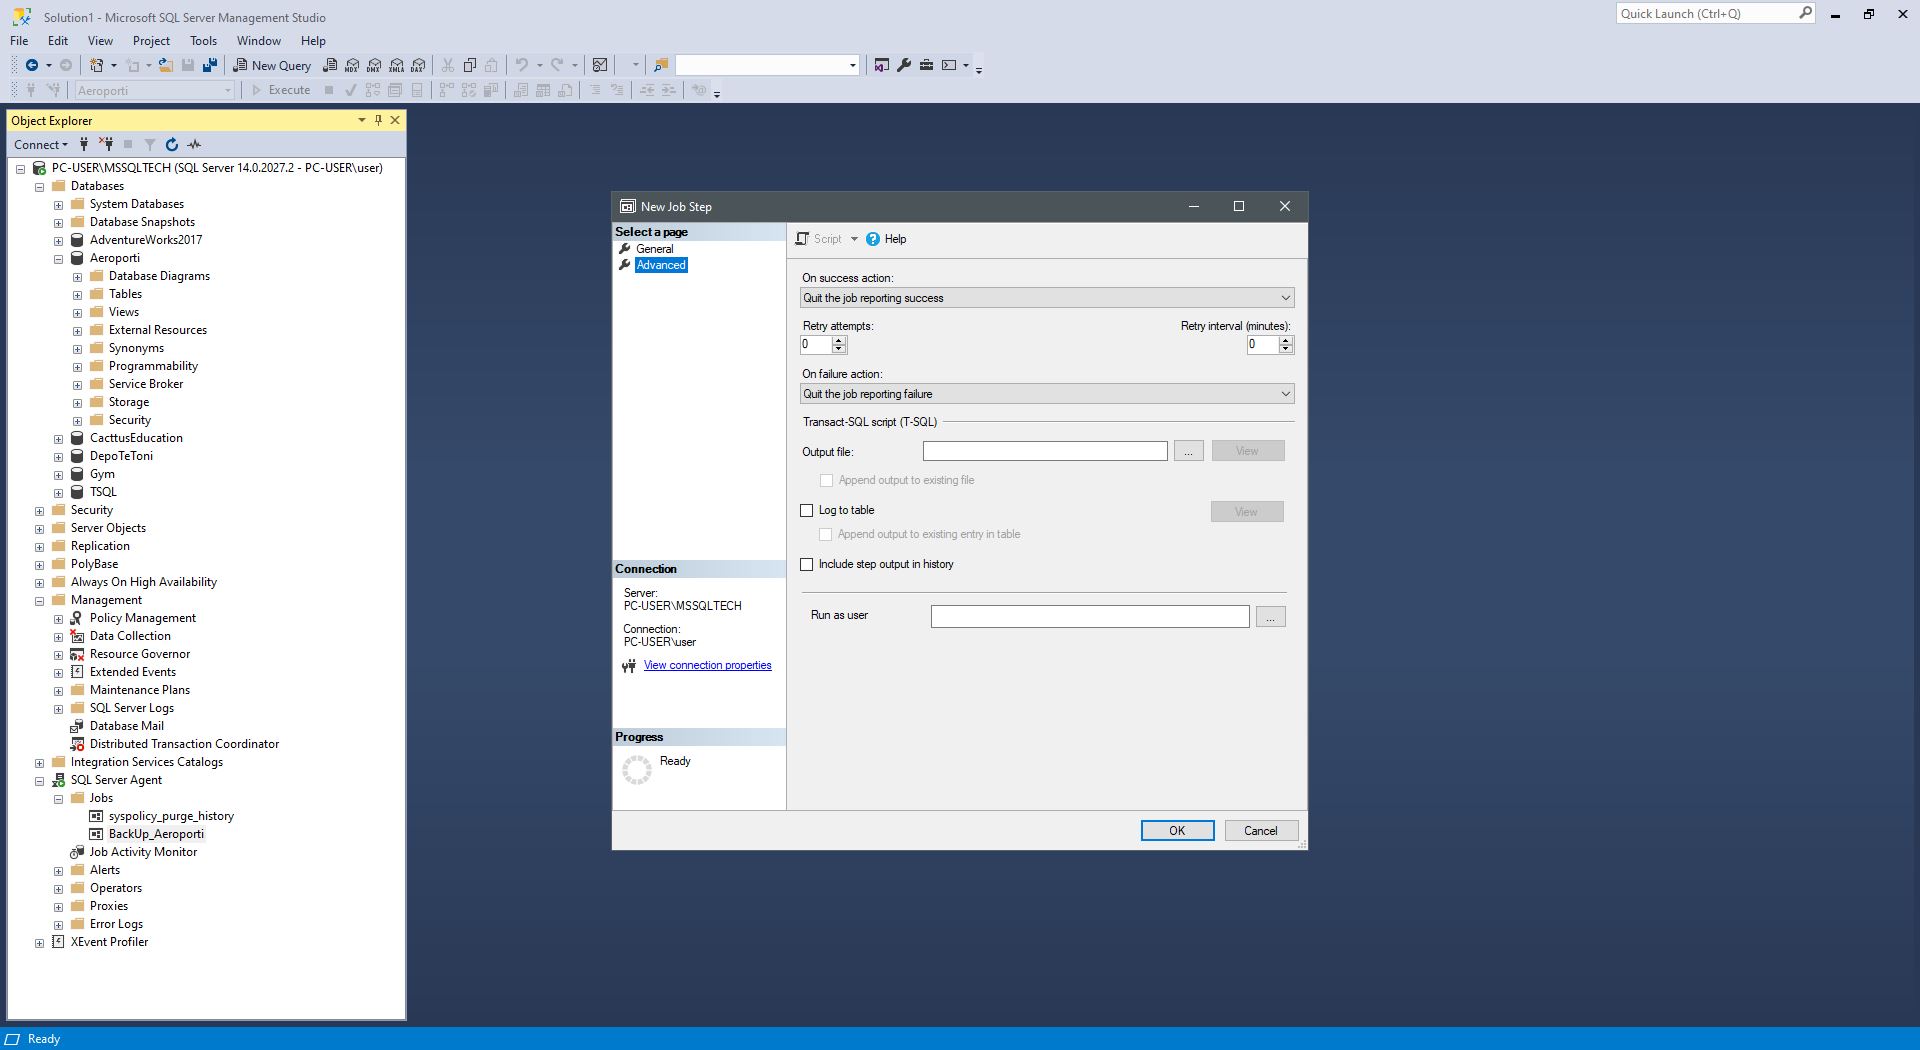 Solution1 - Microsoft SQL Server Management Studio
Quick Launch (Ctrl+Q)
File Edit View Project Tools Window Help
New Query
MDX DMX XMLA DAX
Aeroporti
Execute
Object Explorer
Connect
PC-USER\MSSQLTECH (SQL Server 14.0.2027.2 - PC-USER\user)
Databases
System Databases
Database Snapshots
AdventureWorks2017
Aeroporti
Database Diagrams
Tables
Views
External Resources
Synonyms
Programmability
Service Broker
Storage
Security
CacttusEducation
DepoTeToni
Gym
TSQL
Security
Server Objects
Replication
PolyBase
Always On High Availability
Management
Policy Management
Data Collection
Resource Governor
Extended Events
Maintenance Plans
SQL Server Logs
Database Mail
Distributed Transaction Coordinator
Integration Services Catalogs
SQL Server Agent
Jobs
syspolicy_purge_history
BackUp_Aeroporti
Job Activity Monitor
Alerts
Operators
Proxies
Error Logs
XEvent Profiler
New Job Step
Select a page
General
Advanced
Connection
Server:
PC-USER\MSSQLTECH
Connection:
PC-USER\user
View connection properties
Progress
Ready
Script Help
On success action:
Quit the job reporting success
Retry attempts: Retry interval (minutes):
0 0
On failure action:
Quit the job reporting failure
Transact-SQL script (T-SQL)
Output file: ... View
Append output to existing file
Log to table View
Append output to existing entry in table
Include step output in history
Run as user ...
OK Cancel
Ready